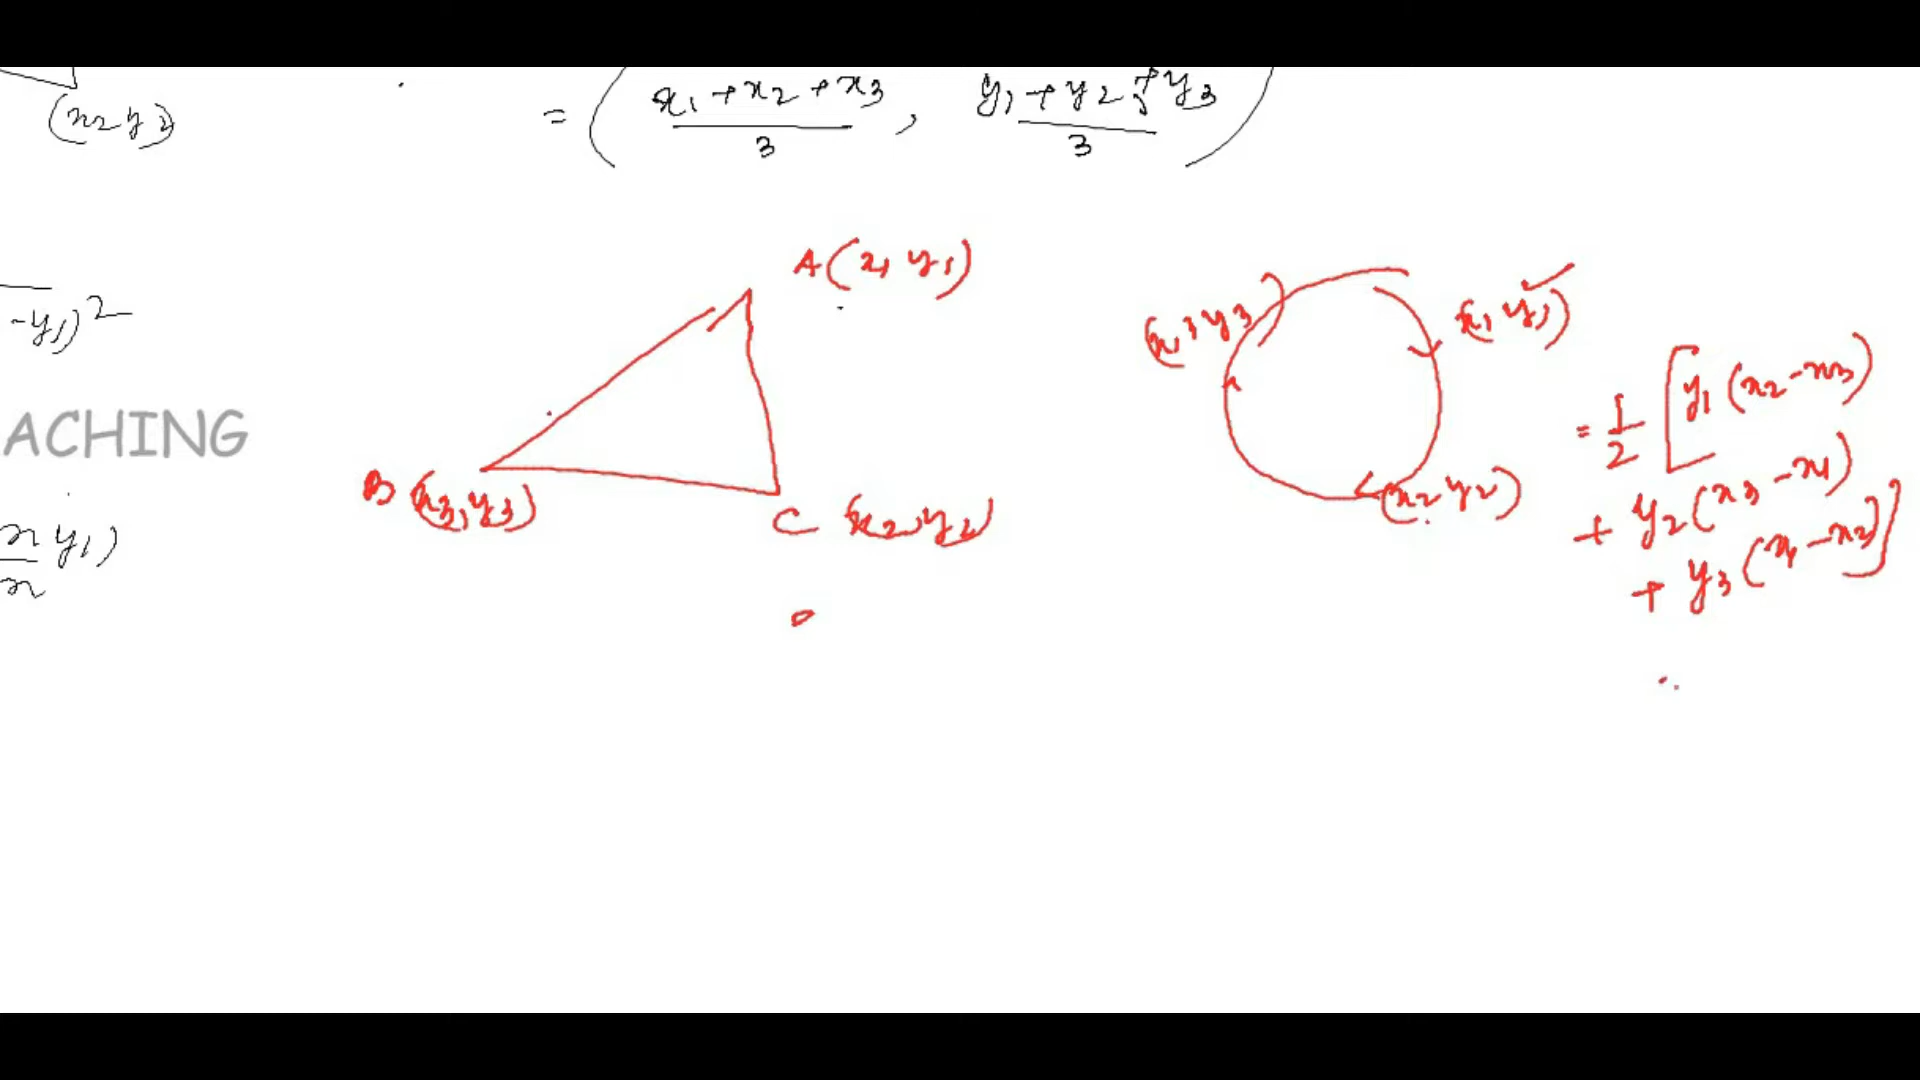 (x2 y2)
= ( x1 + x2 + x3 / 3 , y1 + y2 + y3 / 3 )
-y1)2
ACHING
x y1)
x
A (x1 y1)
B (x3, y3)
C (x2, y2)
(x3 y3
(x1 y1)
(x2 y2)
= 1/2 [ y1 (x2 - x3)
+ y2 (x3 - x1)
+ y3 (x1 - x2) ]